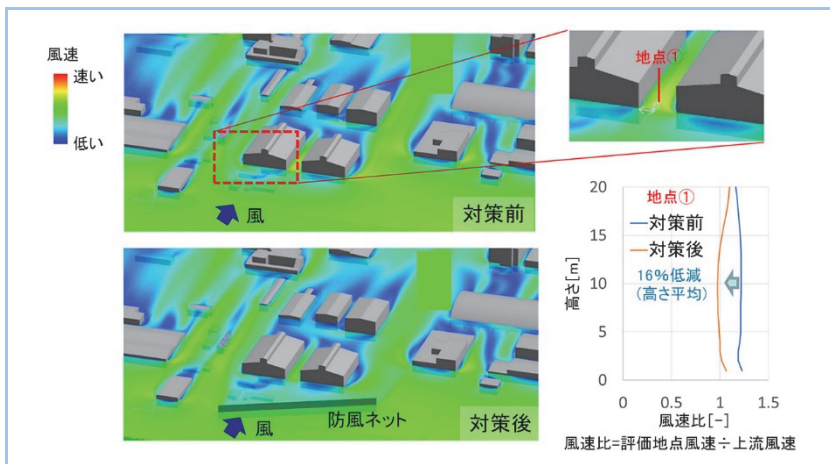 風速
速い
低い
風
対策前
地点①
風
防風ネット
対策後
地点①
対策前
対策後
16%低減
(高さ平均)
高さ[m]
20
15
10
5
0
0
0.5
1
1.5
風速比[-]
風速比=評価地点風速÷上流風速